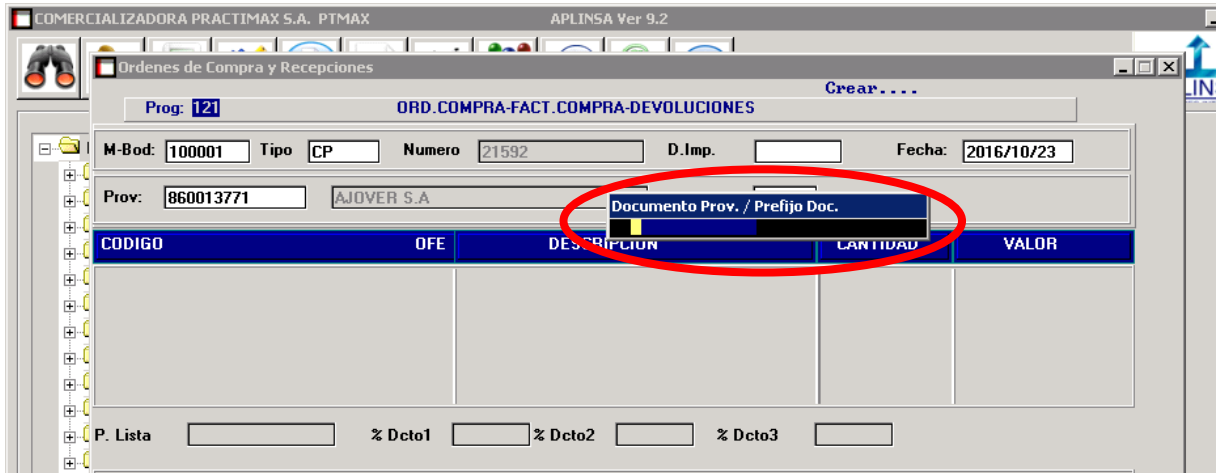 COMERCIALIZADORA PRACTIMAX S.A. PTMAX APLINSA Ver 9.2
Ordenes de Compra y Recepciones
Crear....
Prog: 121 ORD.COMPRA-FACT.COMPRA-DEVOLUCIONES
M-Bod: 100001 Tipo CP Numero 21592 D.Imp. Fecha: 2016/10/23
Prov: 860013771 AJOVER S.A
Documento Prov. / Prefijo Doc.
CODIGO OFE DESCRIPCION CANTIDAD VALOR
P. Lista % Dcto1 % Dcto2 % Dcto3